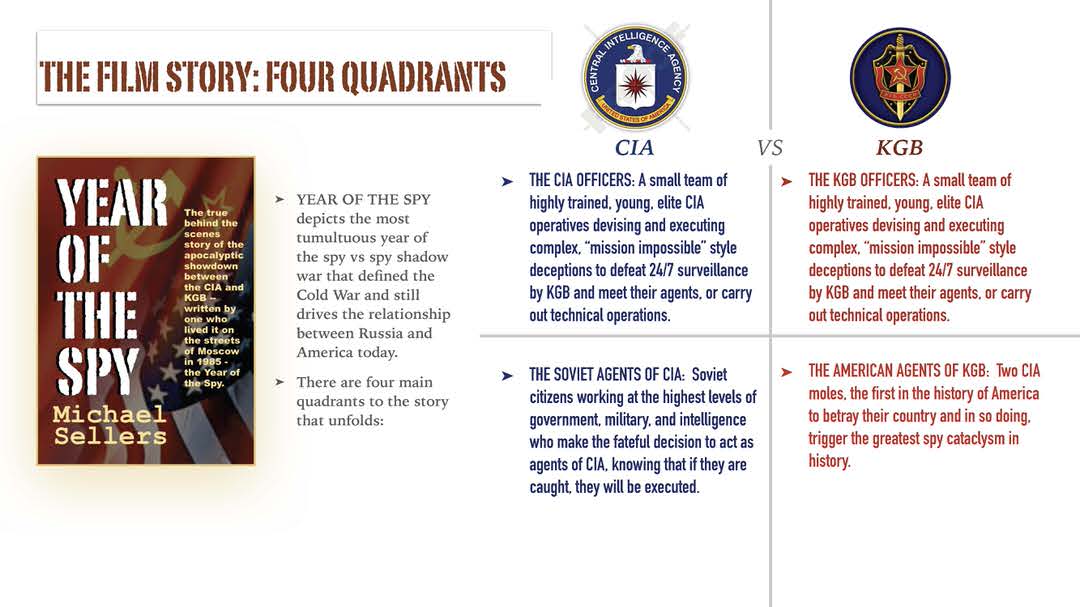 THE FILM STORY: FOUR QUADRANTS
YEAR
OF
THE
SPY
The true
behind the
scenes
story of the
apocalyptic
showdown
between
the CIA and
KGB –
written by
one who
lived it on
the streets
of Moscow
in 1985 -
the Year of
the Spy.
Michael
Sellers
➤ YEAR OF THE SPY
depicts the most
tumultuous year of
the spy vs spy shadow
war that defined the
Cold War and still
drives the relationship
between Russia and
America today.
➤ There are four main
quadrants to the story
that unfolds:
CENTRAL INTELLIGENCE AGENCY
UNITED STATES OF AMERICA
CIA
VS
KGB
➤ THE CIA OFFICERS: A small team of
highly trained, young, elite CIA
operatives devising and executing
complex, “mission impossible” style
deceptions to defeat 24/7 surveillance
by KGB and meet their agents, or carry
out technical operations.
➤ THE KGB OFFICERS: A small team of
highly trained, young, elite CIA
operatives devising and executing
complex, “mission impossible” style
deceptions to defeat 24/7 surveillance
by KGB and meet their agents, or carry
out technical operations.
➤ THE SOVIET AGENTS OF CIA: Soviet
citizens working at the highest levels of
government, military, and intelligence
who make the fateful decision to act as
agents of CIA, knowing that if they are
caught, they will be executed.
➤ THE AMERICAN AGENTS OF KGB: Two CIA
moles, the first in the history of America
to betray their country and in so doing,
trigger the greatest spy cataclysm in
history.